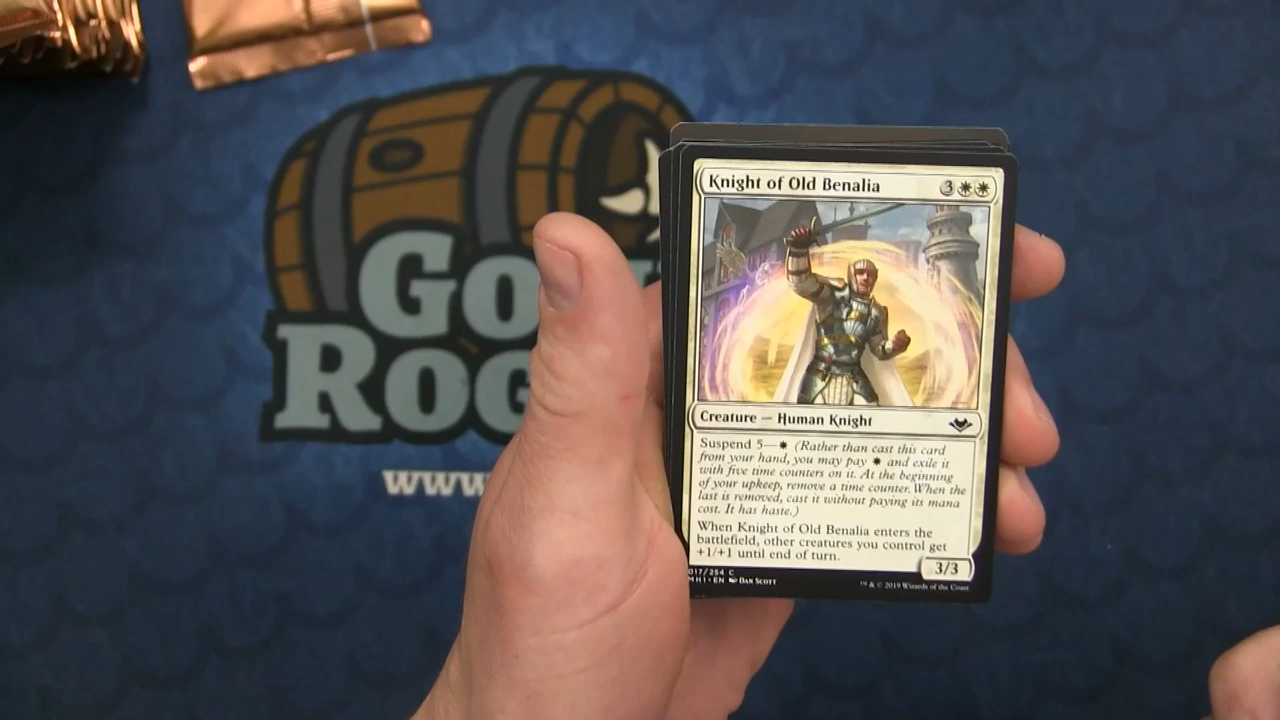 Knight of Old Benalia 3
Creature — Human Knight
Suspend 5— (Rather than cast this card
from your hand, you may pay and exile it
with five time counters on it. At the beginning
of your upkeep, remove a time counter. When the
last is removed, cast it without paying its mana
cost. It has haste.)
When Knight of Old Benalia enters the
battlefield, other creatures you control get
+1/+1 until end of turn.
3/3
017/254 C
MH1 • EN Dan Scott
™ & © 2019 Wizards of the Coast
Go
Rog
www.